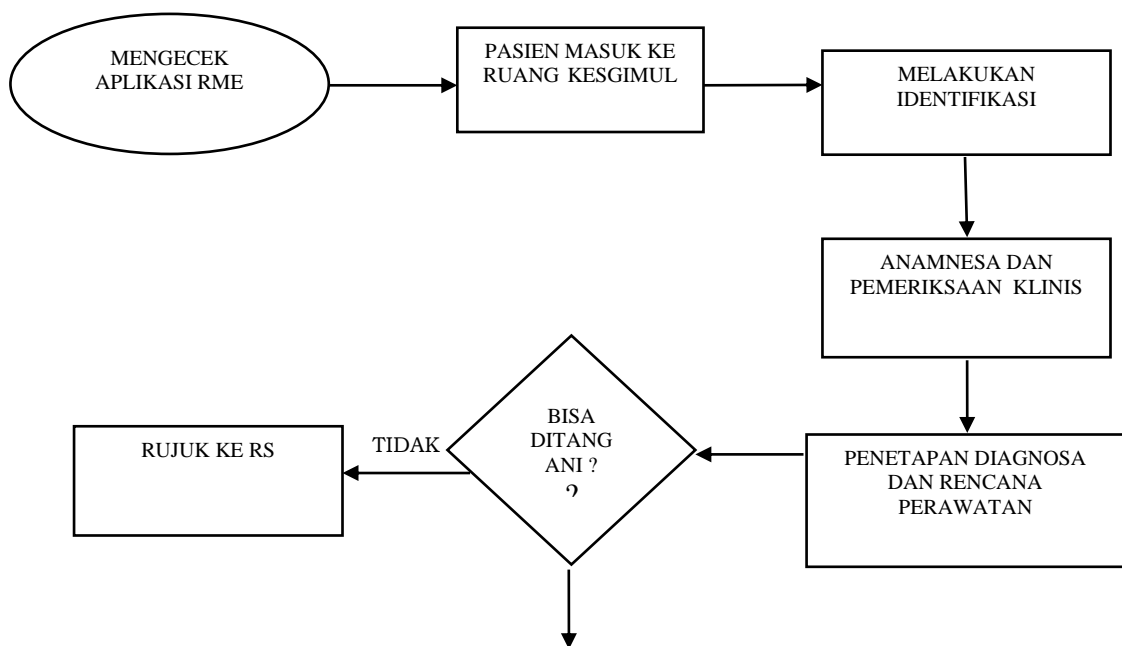 MENGECEK
APLIKASI RME
PASIEN MASUK KE
RUANG KESGIMUL
MELAKUKAN
IDENTIFIKASI
ANAMNESA DAN
PEMERIKSAAN KLINIS
PENETAPAN DIAGNOSA
DAN RENCANA
PERAWATAN
BISA
DITANG
ANI ?
?
TIDAK
RUJUK KE RS